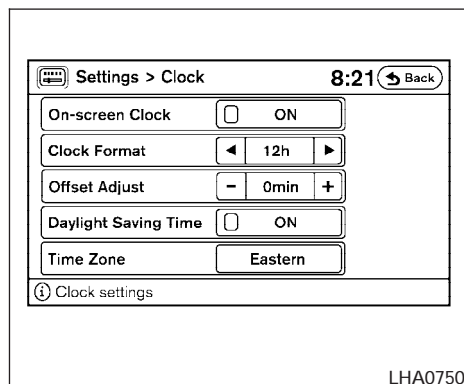 Settings > Clock 8:21 Back
On-screen Clock ON
Clock Format 12h
Offset Adjust - 0min +
Daylight Saving Time ON
Time Zone Eastern
i Clock settings
LHA0750